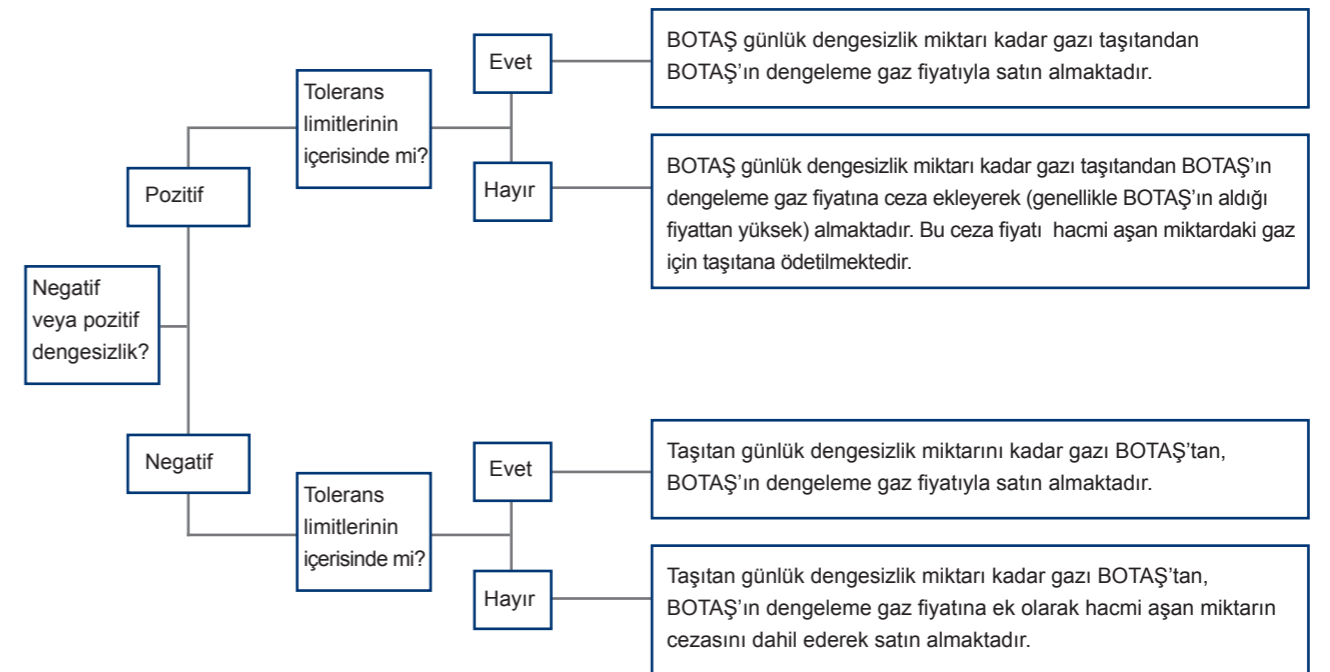 Negatif
veya pozitif
dengesizlik?
Pozitif
Tolerans
limitlerinin
içerisinde mi?
Evet
BOTAŞ günlük dengesizlik miktarı kadar gazı taşıtandan
BOTAŞ’ın dengeleme gaz fiyatıyla satın almaktadır.
Hayır
BOTAŞ günlük dengesizlik miktarı kadar gazı taşıtandan BOTAŞ’ın
dengeleme gaz fiyatına ceza ekleyerek (genellikle BOTAŞ’ın aldığı
fiyattan yüksek) almaktadır. Bu ceza fiyatı hacmi aşan miktardaki gaz
için taşıtana ödetilmektedir.
Negatif
Tolerans
limitlerinin
içerisinde mi?
Evet
Taşıtan günlük dengesizlik miktarını kadar gazı BOTAŞ’tan,
BOTAŞ’ın dengeleme gaz fiyatıyla satın almaktadır.
Hayır
Taşıtan günlük dengesizlik miktarı kadar gazı BOTAŞ’tan,
BOTAŞ’ın dengeleme gaz fiyatına ek olarak hacmi aşan miktarın
cezasını dahil ederek satın almaktadır.